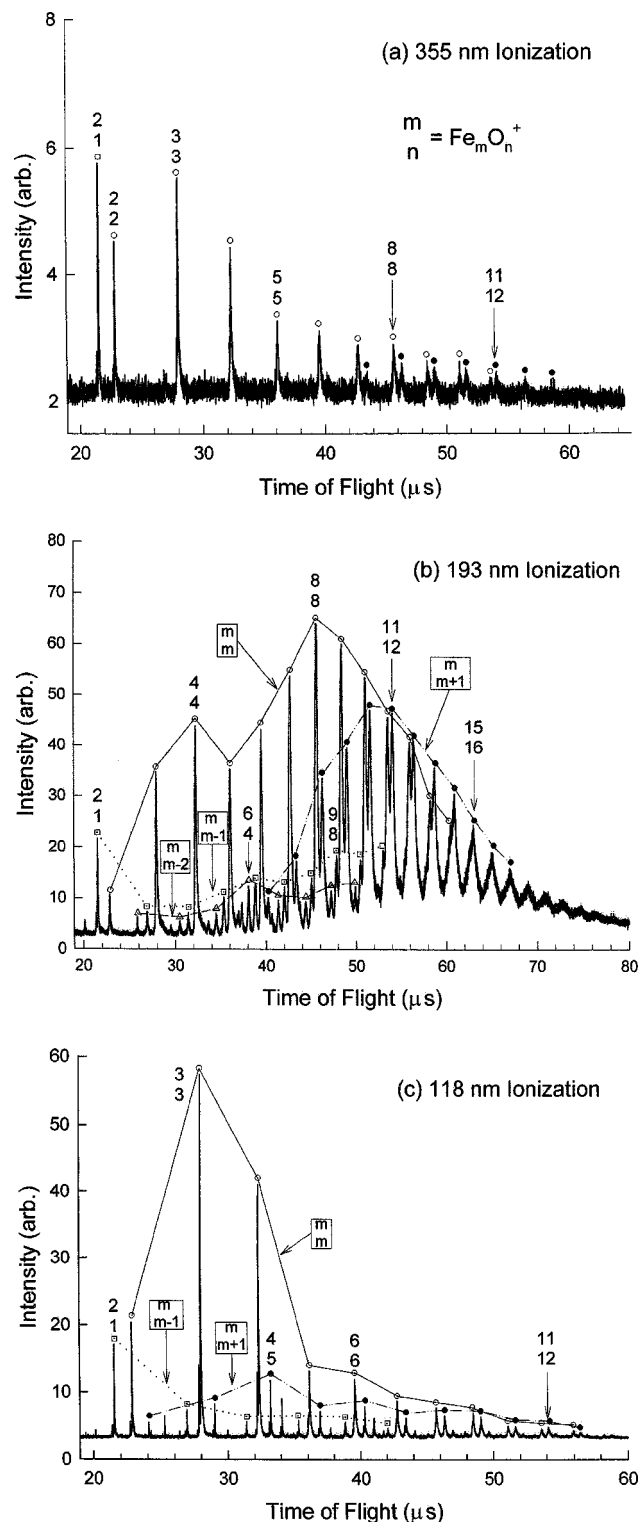 (a) 355 nm Ionization
m
n = FemOn+
8
6
4
2
Intensity (arb.)
2
1
2
2
3
3
5
5
8
8
11
12
20 30 40 50 60
Time of Flight (μs)
(b) 193 nm Ionization
80
70
60
50
40
30
20
10
0
Intensity (arb.)
2
1
4
4
m
m
m
m-2
m
m-1
6
4
8
8
9
8
11
12
m
m+1
15
16
20 30 40 50 60 70 80
Time of Flight (μs)
(c) 118 nm Ionization
60
50
40
30
20
10
0
Intensity (arb.)
2
1
3
3
m
m-1
m
m+1
m
m
4
5
6
6
11
12
20 30 40 50 60
Time of Flight (μs)